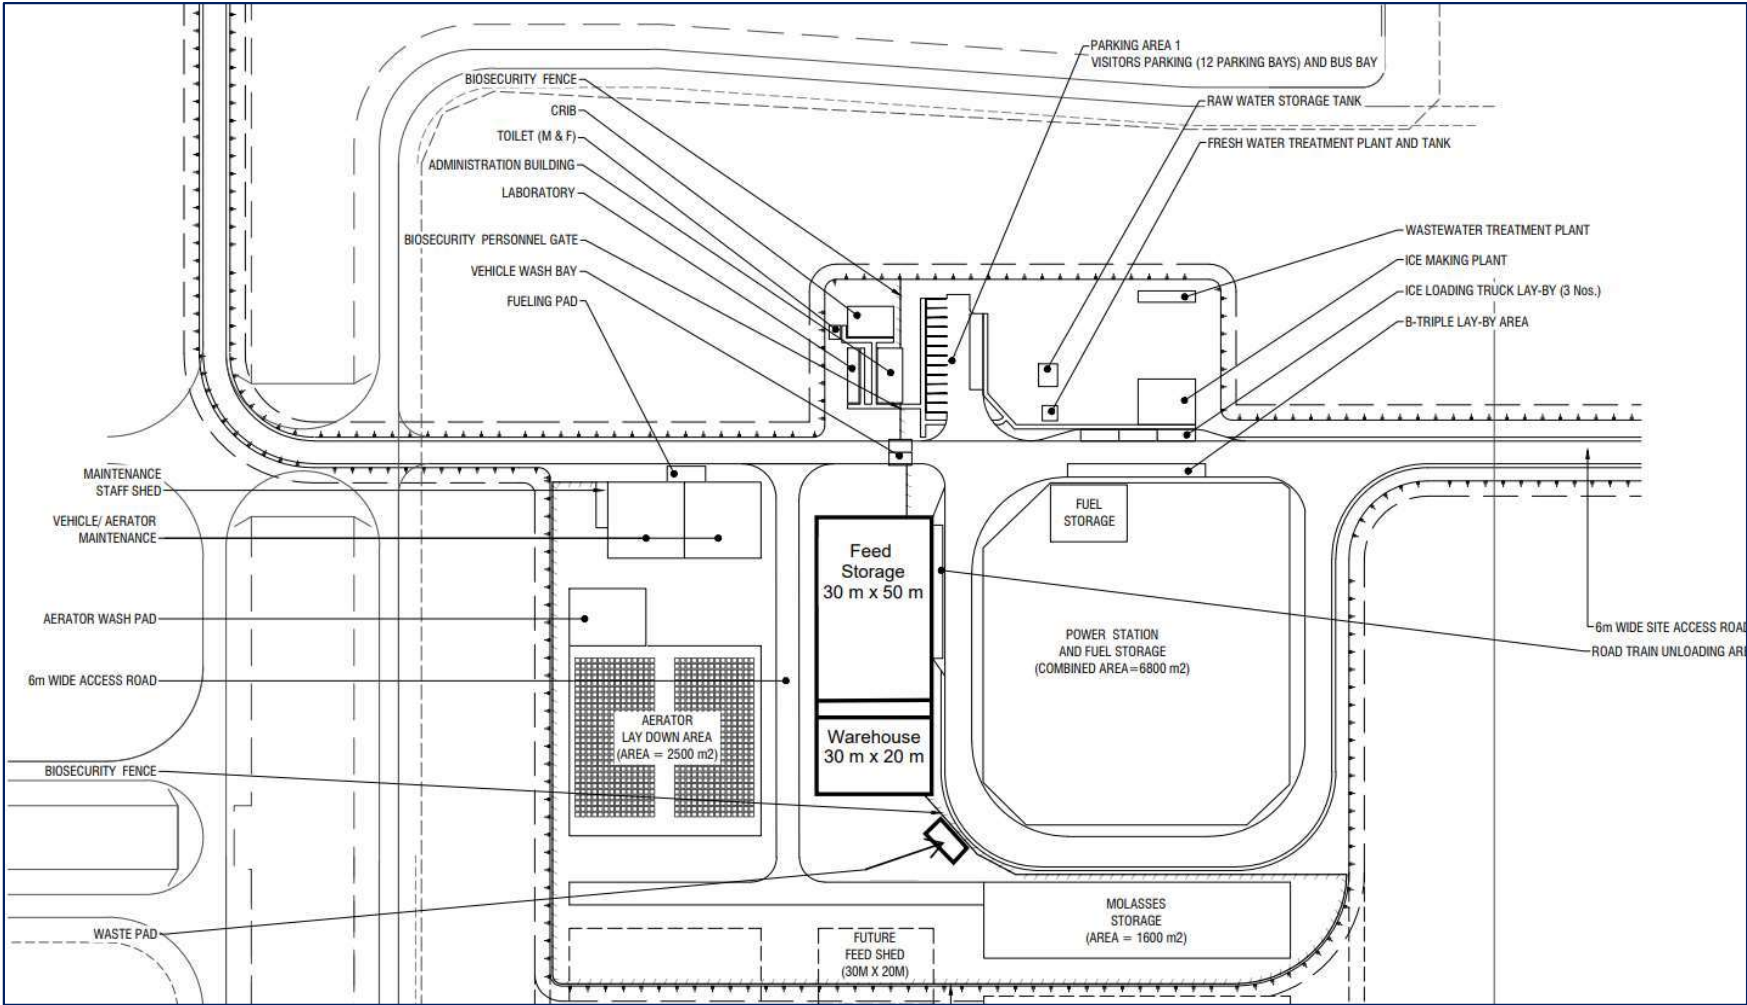 PARKING AREA 1
VISITORS PARKING (12 PARKING BAYS) AND BUS BAY
BIOSECURITY FENCE
CRIB
TOILET (M & F)
ADMINISTRATION BUILDING
LABORATORY
BIOSECURITY PERSONNEL GATE
VEHICLE WASH BAY
FUELING PAD
RAW WATER STORAGE TANK
FRESH WATER TREATMENT PLANT AND TANK
WASTEWATER TREATMENT PLANT
ICE MAKING PLANT
ICE LOADING TRUCK LAY-BY (3 Nos.)
B-TRIPLE LAY-BY AREA
MAINTENANCE
STAFF SHED
VEHICLE/ AERATOR
MAINTENANCE
AERATOR WASH PAD
6m WIDE ACCESS ROAD
BIOSECURITY FENCE
WASTE PAD
FUEL
STORAGE
Feed
Storage
30 m x 50 m
POWER STATION
AND FUEL STORAGE
(COMBINED AREA=6800 m2)
6m WIDE SITE ACCESS ROAD
ROAD TRAIN UNLOADING ARE
AERATOR
LAY DOWN AREA
(AREA = 2500 m2)
Warehouse
30 m x 20 m
MOLASSES
STORAGE
(AREA = 1600 m2)
FUTURE
FEED SHED
(30M X 20M)